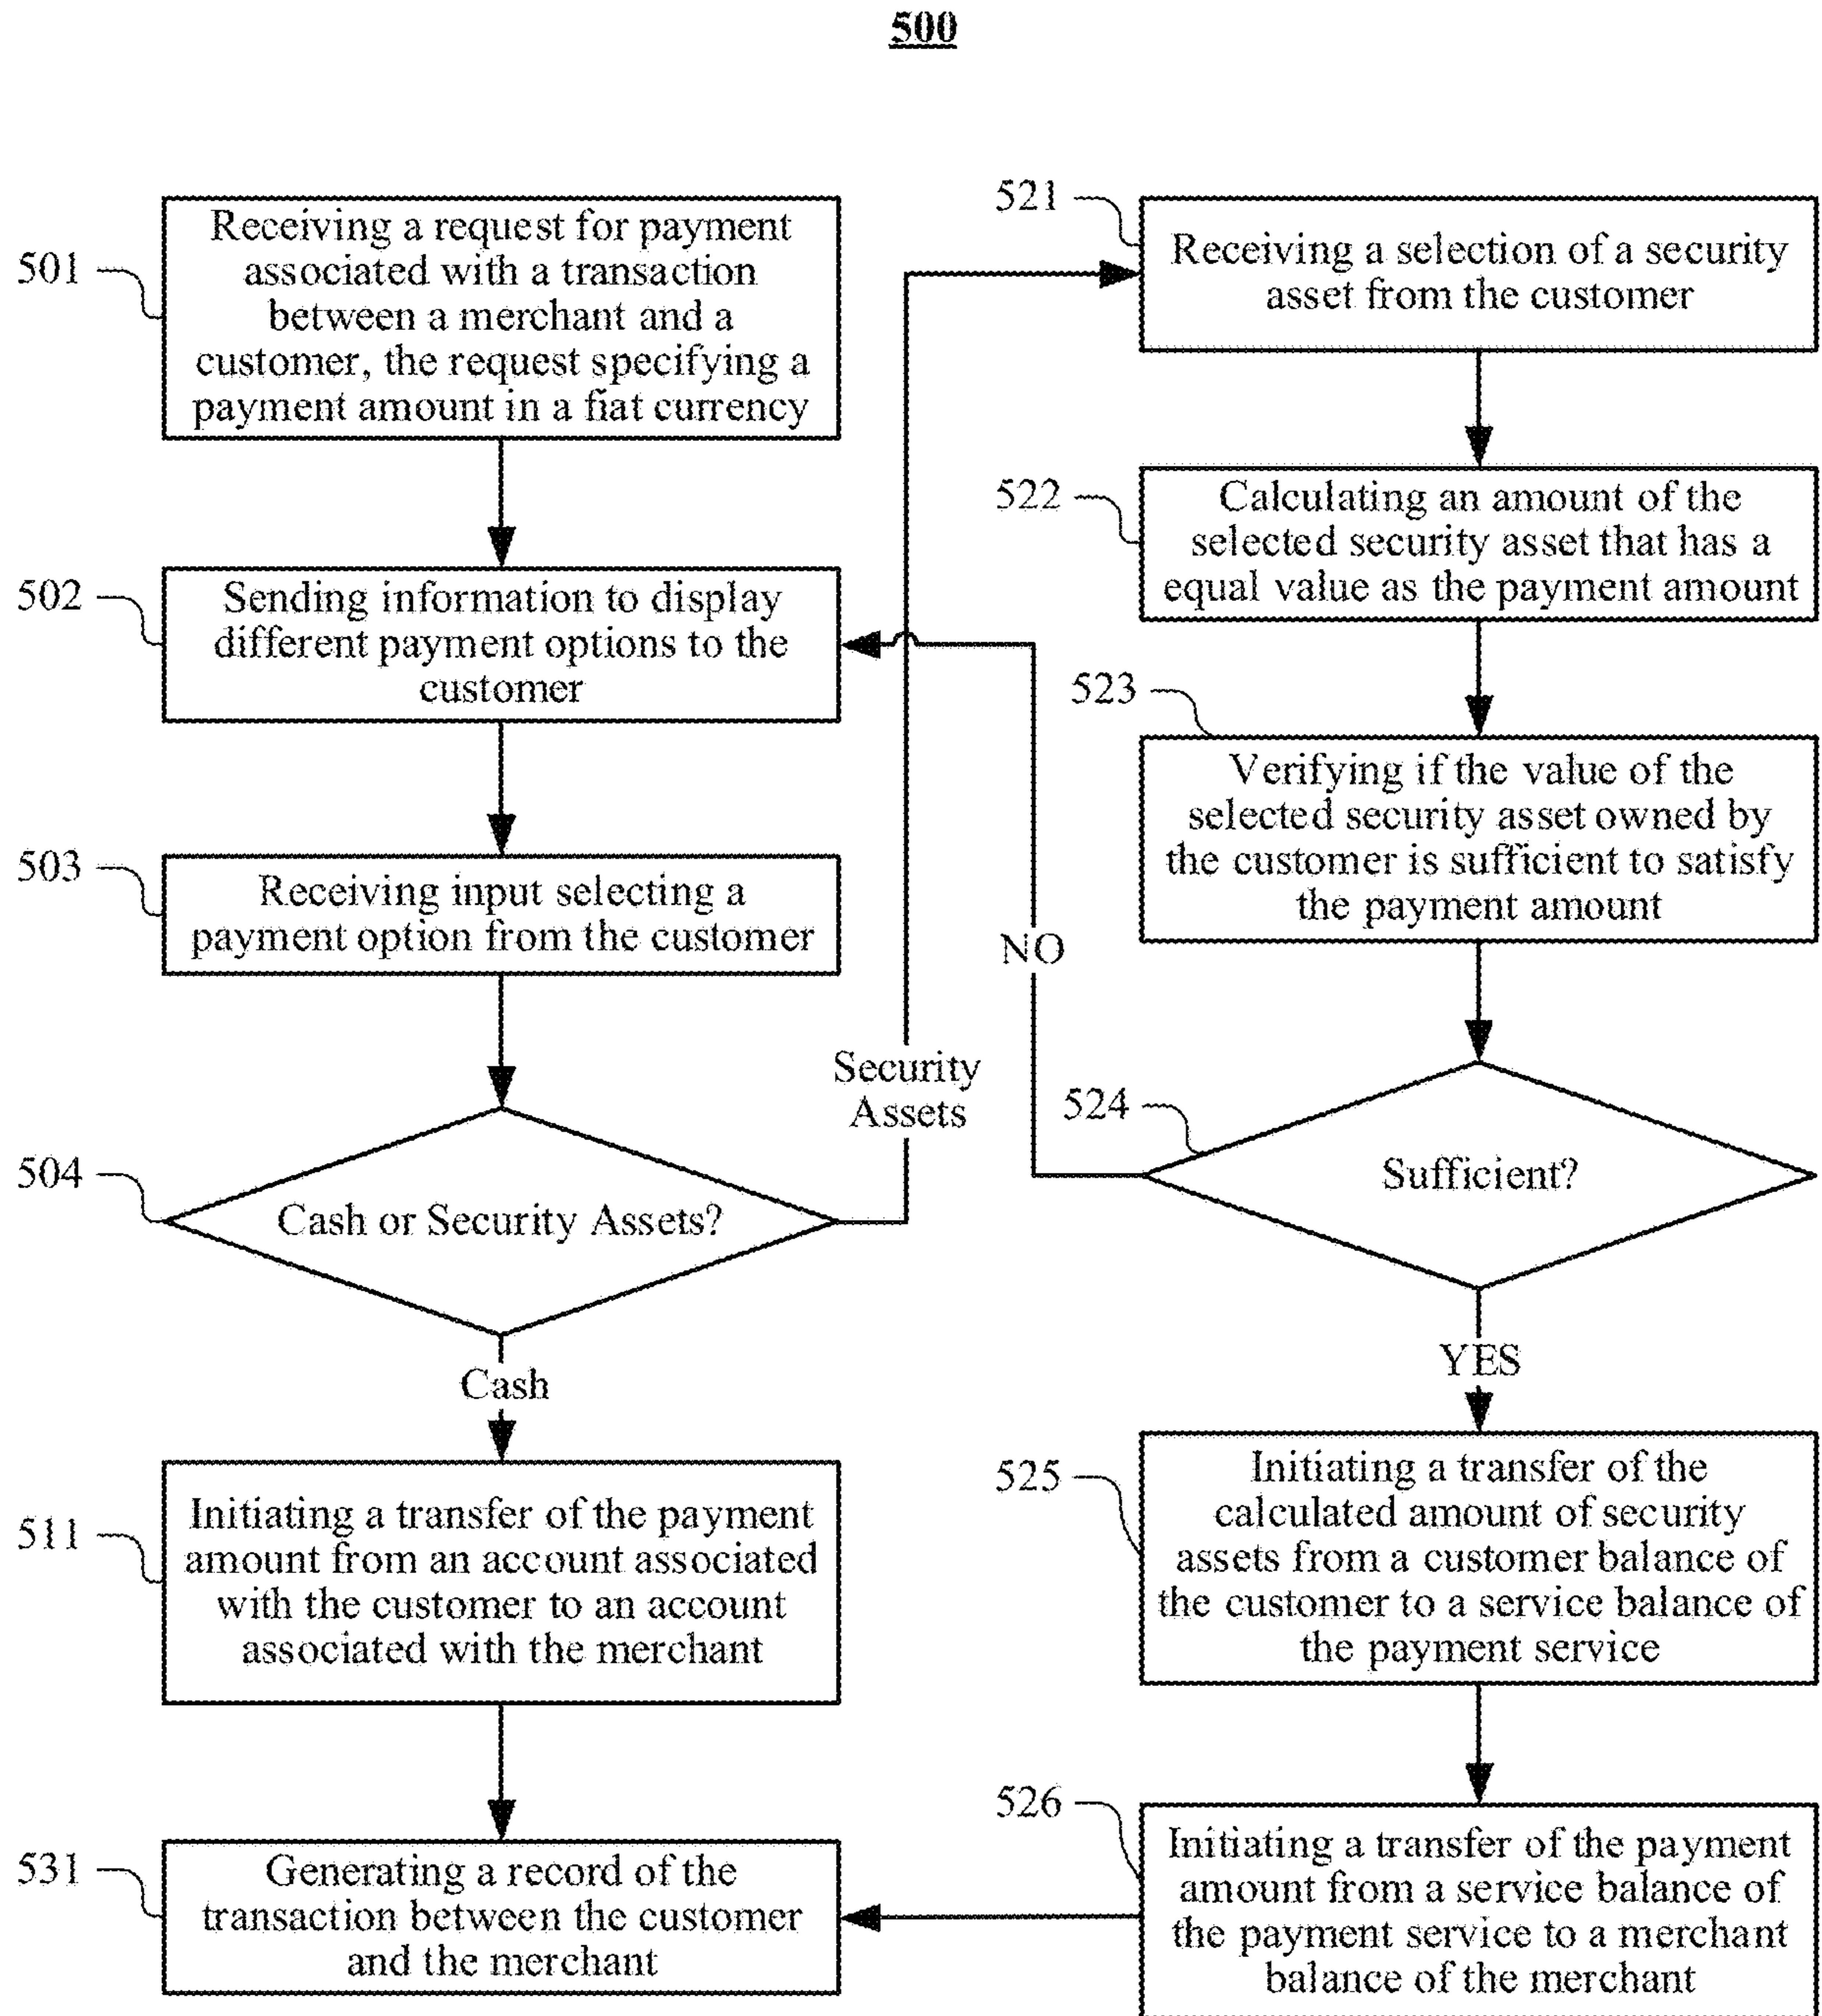 500
501
Receiving a request for payment
associated with a transaction
between a merchant and a
customer, the request specifying a
payment amount in a fiat currency
502
Sending information to display
different payment options to the
customer
503
Receiving input selecting a
payment option from the customer
504
Cash or Security Assets?
Security
Assets
Cash
511
Initiating a transfer of the payment
amount from an account associated
with the customer to an account
associated with the merchant
531
Generating a record of the
transaction between the customer
and the merchant
521
Receiving a selection of a security
asset from the customer
522
Calculating an amount of the
selected security asset that has a
equal value as the payment amount
523
Verifying if the value of the
selected security asset owned by
the customer is sufficient to satisfy
the payment amount
NO
524
Sufficient?
YES
525
Initiating a transfer of the
calculated amount of security
assets from a customer balance of
the customer to a service balance of
the payment service
526
Initiating a transfer of the payment
amount from a service balance of
the payment service to a merchant
balance of the merchant